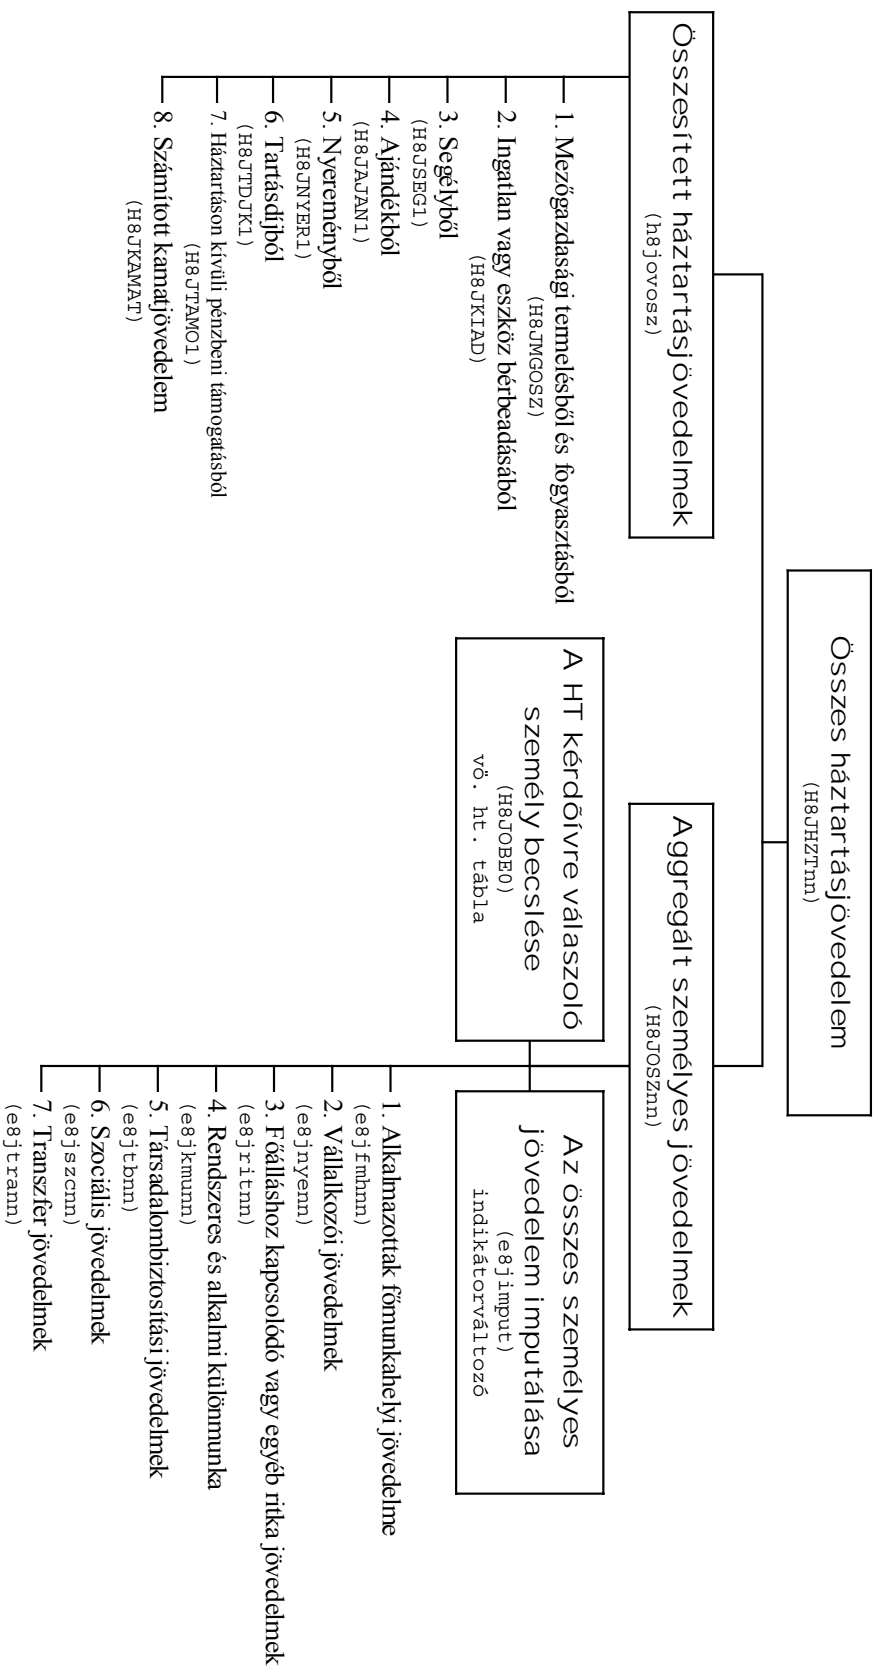 Összes háztartásjövedelem
(H8JHZTnn)
Összesített háztartásjövedelmek
(h8jovosz)
1. Mezőgazdasági termelésből és fogyasztásból
(H8JMGOSZ)
2. Ingatlan vagy eszköz bérbeadásából
(H8JKIAD)
3. Segélyből
(H8JSEG1)
4. Ajándékból
(H8JAJAN1)
5. Nyereményből
(H8JNYER1)
6. Tartásdíjból
(H8JTDJK1)
7. Háztartáson kívüli pénzbeni támogatásból
(H8JTAMO1)
8. Számított kamatjövedelem
(H8JKAMAT)
Aggregált személyes jövedelmek
(H8JOSZnn)
A HT kérdőívre válaszoló
személy becslése
(H8JOBE0)
vö. ht. tábla
Az összes személyes
jövedelem imputálása
(e8jimput)
indikátorváltozó
1. Alkalmazottak főmunkahelyi jövedelme
(e8jfmhnn)
2. Vállalkozói jövedelmek
(e8jnyenn)
3. Főálláshoz kapcsolódó vagy egyéb ritka jövedelmek
(e8jritnn)
4. Rendszeres és alkalmi különmunka
(e8jkmunn)
5. Társadalombiztosítási jövedelmek
(e8jtbnn)
6. Szociális jövedelmek
(e8jszcnn)
7. Transzfer jövedelmek
(e8jtrann)